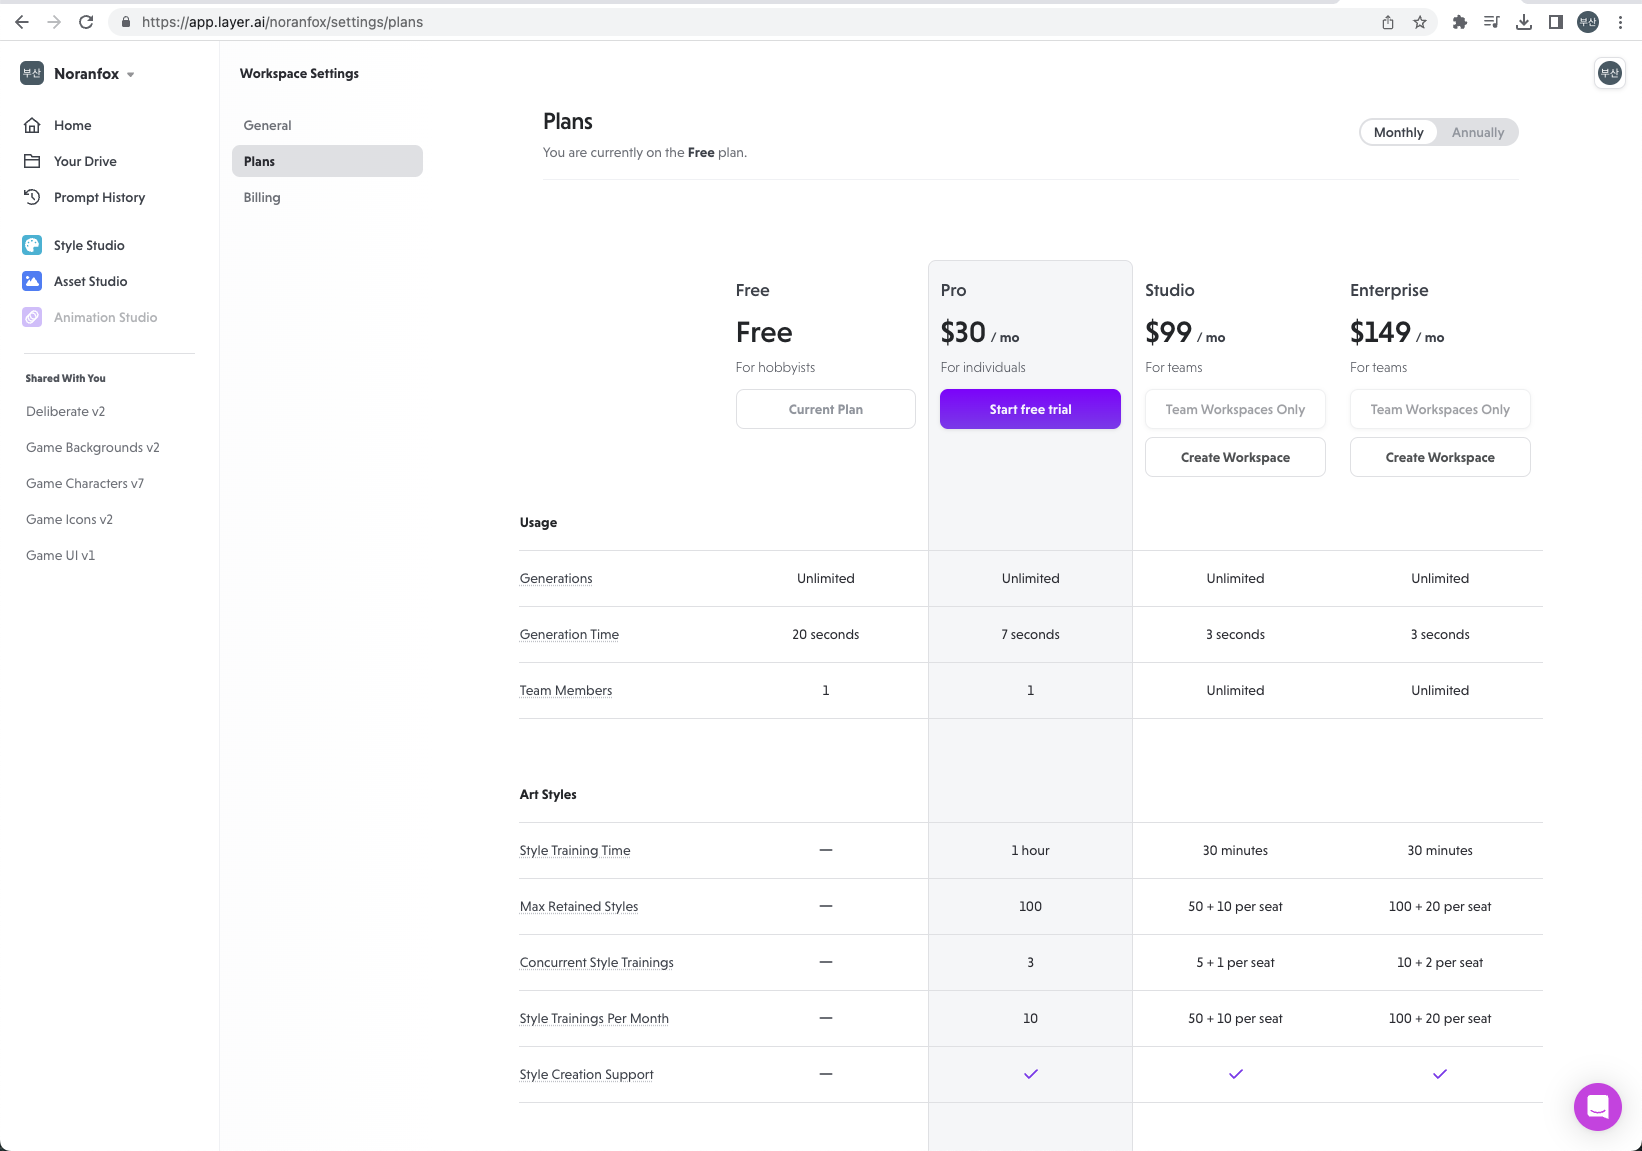 https://app.layer.ai/noranfox/settings/plans
부산
부산
Noranfox
Home
Your Drive
Prompt History
Style Studio
Asset Studio
Animation Studio
Shared With You
Deliberate v2
Game Backgrounds v2
Game Characters v7
Game Icons v2
Game UI v1
Workspace Settings
General
Plans
Billing
부산
Plans
You are currently on the Free plan.
Monthly Annually
Free Pro Studio Enterprise
Free $30 / mo $99 / mo $149 / mo
For hobbyists For individuals For teams For teams
Current Plan Start free trial Team Workspaces Only Team Workspaces Only
Create Workspace Create Workspace
Usage
Generations Unlimited Unlimited Unlimited Unlimited
Generation Time 20 seconds 7 seconds 3 seconds 3 seconds
Team Members 1 1 Unlimited Unlimited
Art Styles
Style Training Time — 1 hour 30 minutes 30 minutes
Max Retained Styles — 100 50 + 10 per seat 100 + 20 per seat
Concurrent Style Trainings — 3 5 + 1 per seat 10 + 2 per seat
Style Trainings Per Month — 10 50 + 10 per seat 100 + 20 per seat
Style Creation Support — ✓ ✓ ✓